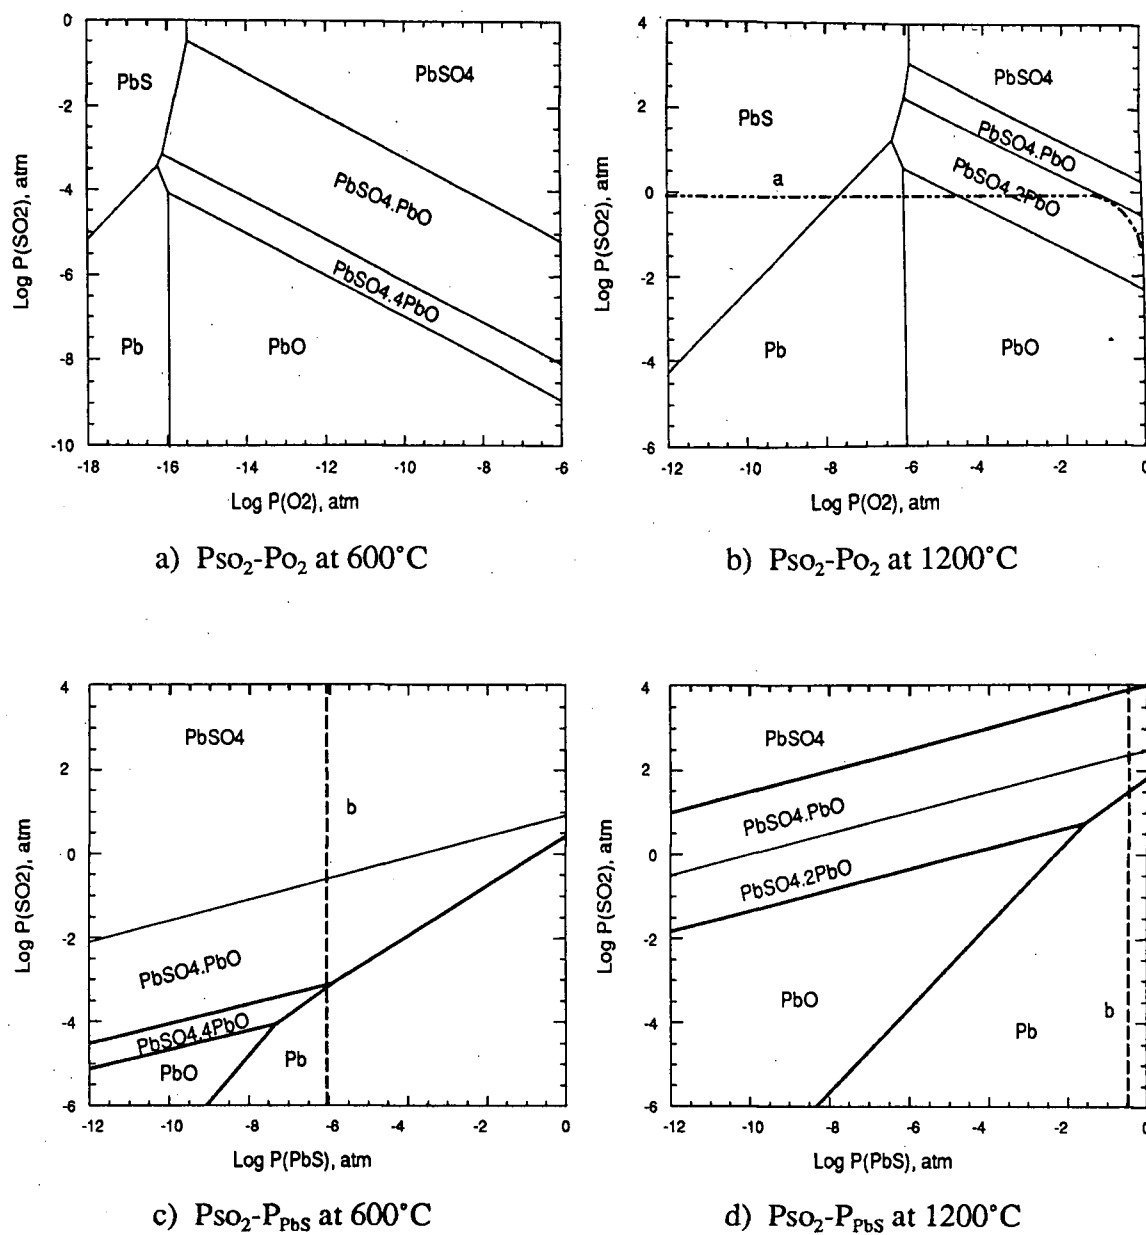 0
-2
-4
-6
-8
-10
-18 -16 -14 -12 -10 -8 -6
Log P(SO2), atm
Log P(O2), atm
PbS
PbSO4
PbSO4.PbO
PbSO4.4PbO
Pb
PbO
a) Pso₂-Po₂ at 600°C
4
2
0
-2
-4
-6
-12 -10 -8 -6 -4 -2 0
Log P(SO2), atm
Log P(O2), atm
PbSO4
PbS
PbSO4.PbO
PbSO4.2PbO
a
Pb
PbO
b) Pso₂-Po₂ at 1200°C
4
2
0
-2
-4
-6
-12 -10 -8 -6 -4 -2 0
Log P(SO2), atm
Log P(PbS), atm
PbSO4
b
PbSO4.PbO
PbSO4.4PbO
PbO
Pb
c) Pso₂-P_PbS at 600°C
4
2
0
-2
-4
-6
-12 -10 -8 -6 -4 -2 0
Log P(SO2), atm
Log P(PbS), atm
PbSO4
PbSO4.PbO
PbSO4.2PbO
PbO
b
Pb
d) Pso₂-P_PbS at 1200°C